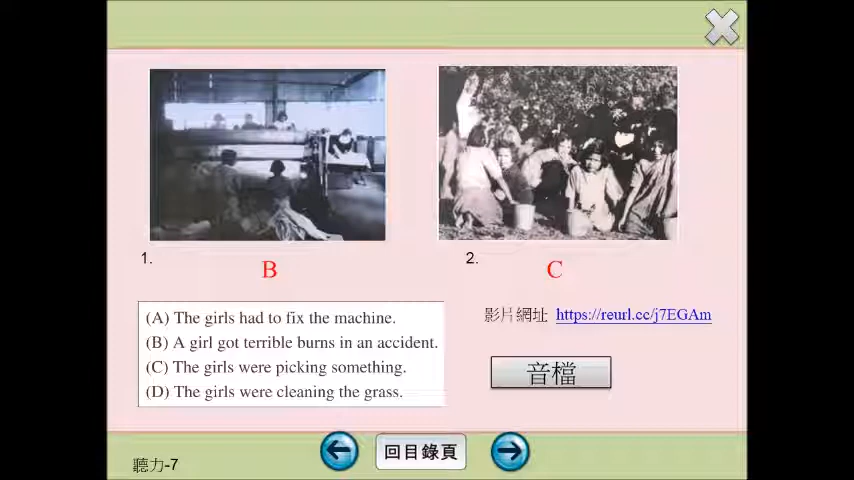 1.
B
2.
C
(A) The girls had to fix the machine.
(B) A girl got terrible burns in an accident.
(C) The girls were picking something.
(D) The girls were cleaning the grass.
影片網址 https://reurl.cc/j7EGAm
音檔
回目錄頁
聽力-7